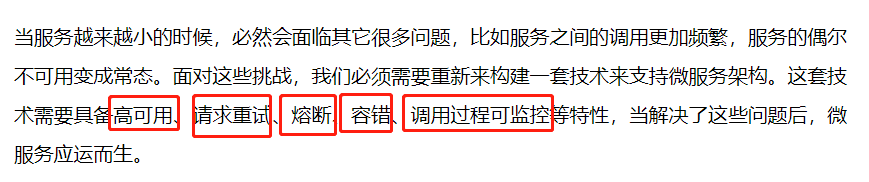 当服务越来越小的时候，必然会面临其它很多问题，比如服务之间的调用更加频繁，服务的偶尔
不可用变成常态。面对这些挑战，我们必须需要重新来构建一套技术来支持微服务架构。这套技
术需要具备高可用、请求重试、熔断、容错、调用过程可监控等特性，当解决了这些问题后，微
服务应运而生。